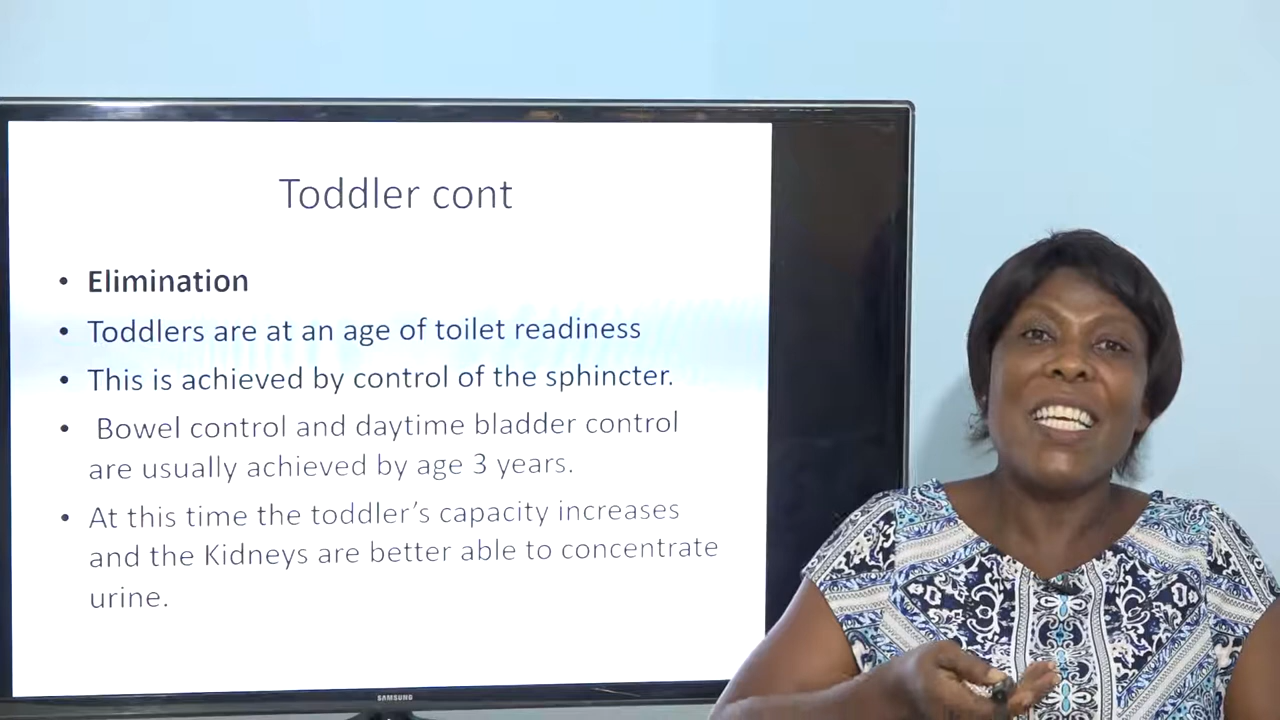 Toddler cont
• Elimination
• Toddlers are at an age of toilet readiness
• This is achieved by control of the sphincter.
• Bowel control and daytime bladder control
are usually achieved by age 3 years.
• At this time the toddler's capacity increases
and the Kidneys are better able to concentrate
urine.
SAMSUNG